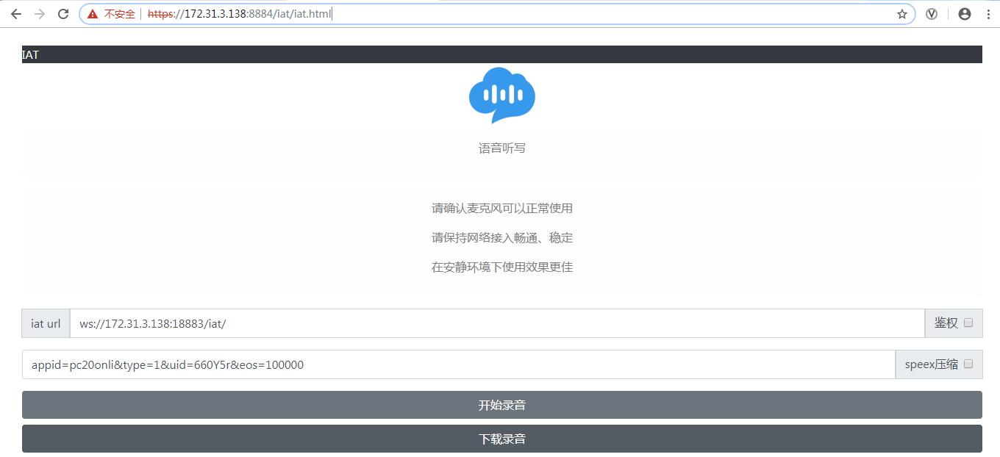 不安全 https://172.31.3.138:8884/iat/iat.html
IAT
语音听写
请确认麦克风可以正常使用
请保持网络接入畅通、稳定
在安静环境下使用效果更佳
iat url ws://172.31.3.138:18883/iat/ 鉴权
appid=pc20onli&type=1&uid=660Y5r&eos=100000 speex压缩
开始录音
下载录音